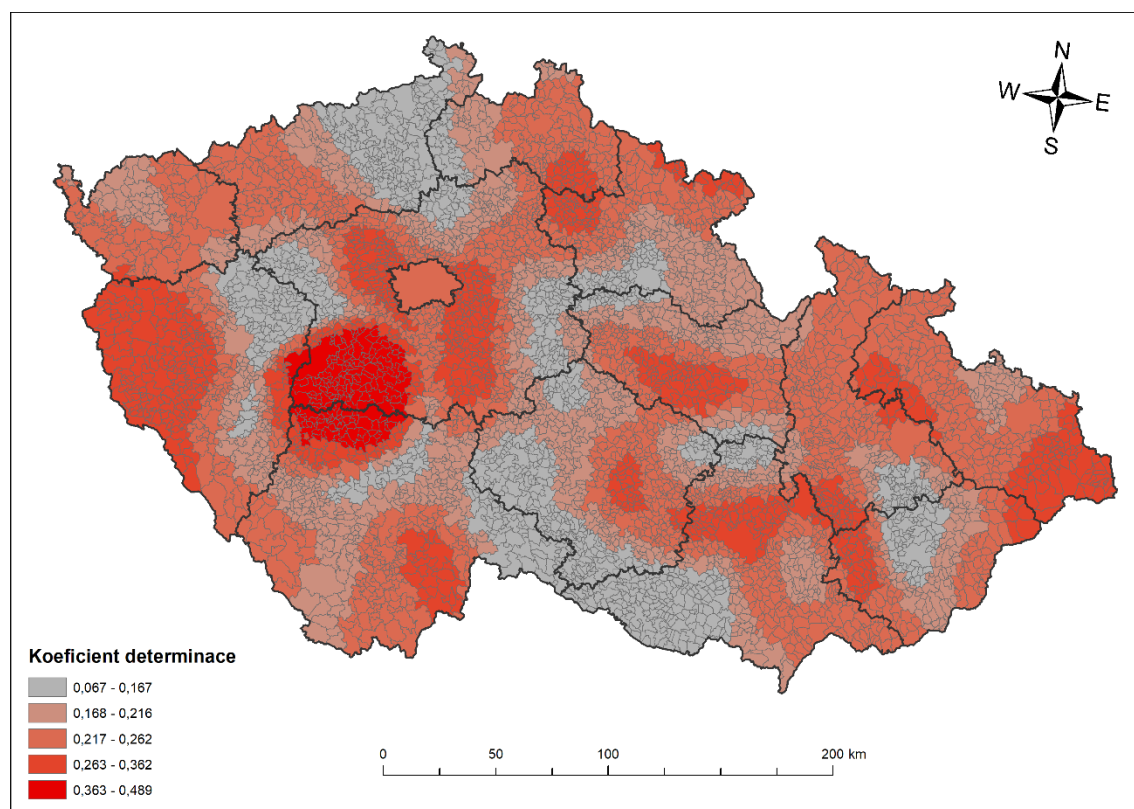 N
W E
S
Koeficient determinace
0,067 - 0,167
0,168 - 0,216
0,217 - 0,262
0,263 - 0,362
0,363 - 0,489
0 50 100 200 km